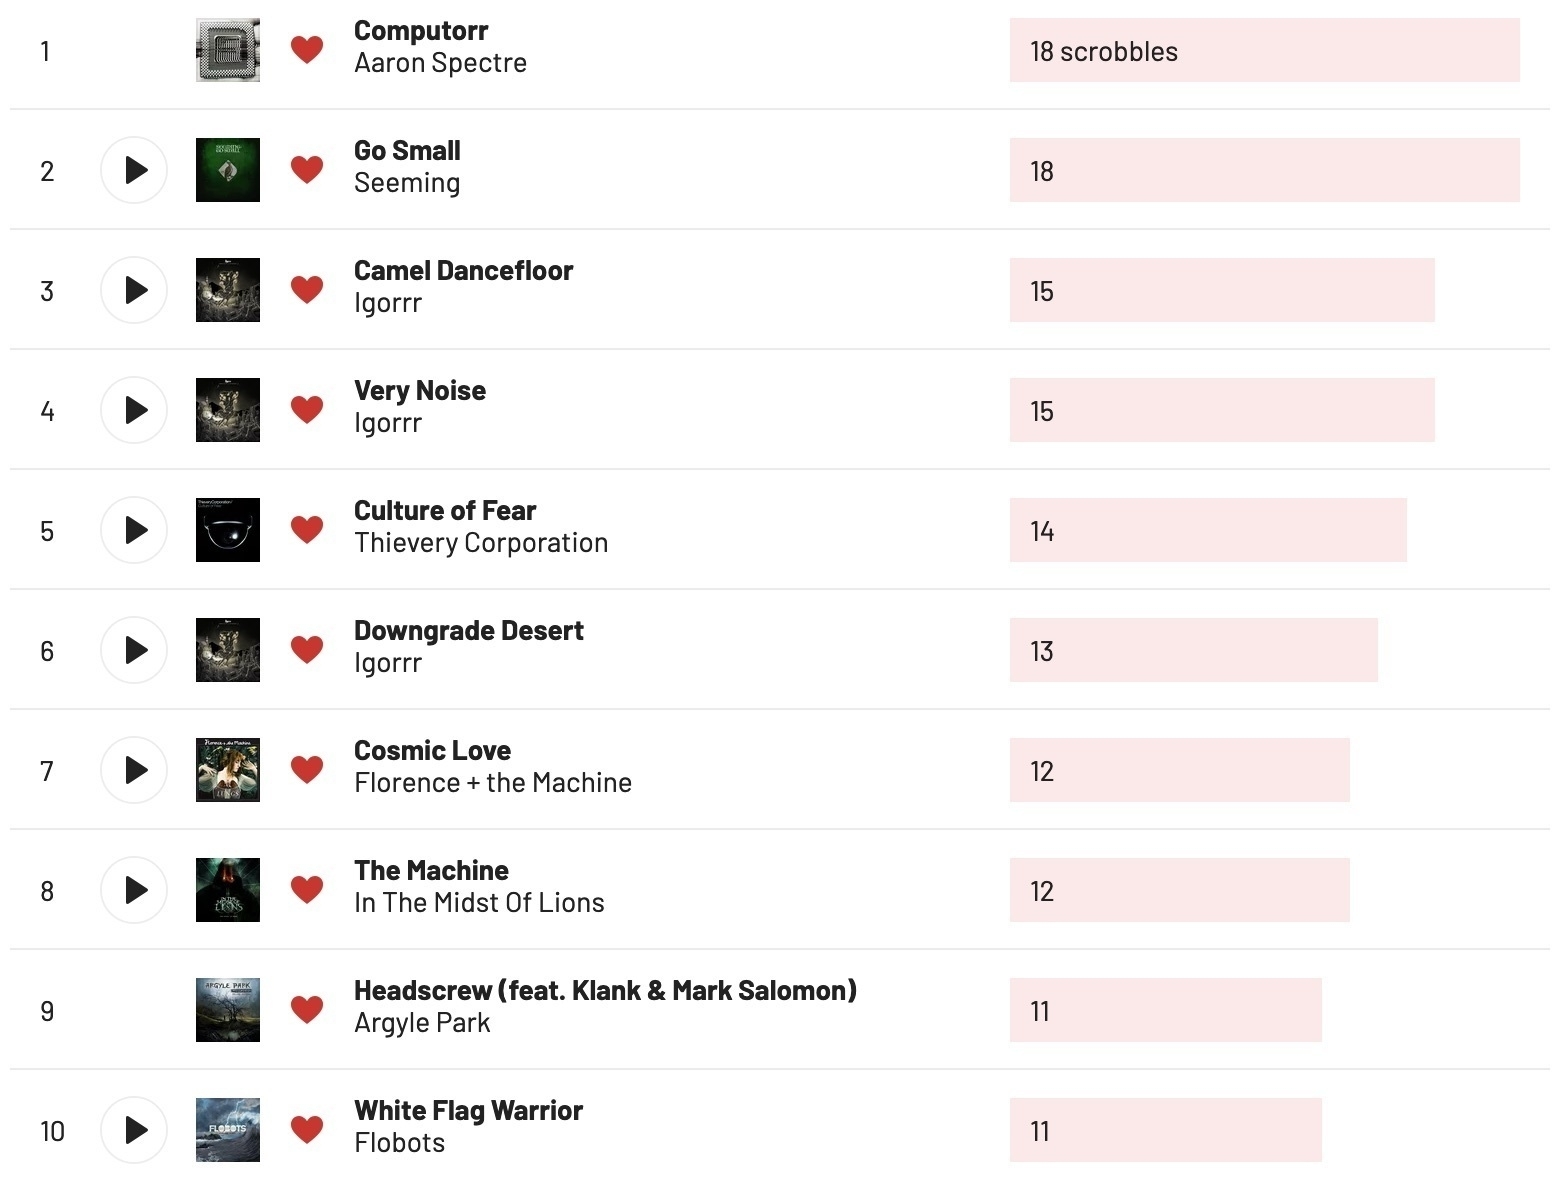 1
Computorr
Aaron Spectre
18 scrobbles
2
Go Small
Seeming
18
3
Camel Dancefloor
Igorrr
15
4
Very Noise
Igorrr
15
5
Culture of Fear
Thievery Corporation
14
6
Downgrade Desert
Igorrr
13
7
Cosmic Love
Florence + the Machine
12
8
The Machine
In The Midst Of Lions
12
9
ARGYLE PARK
Headscrew (feat. Klank & Mark Salomon)
Argyle Park
11
10
FLOBOTS
White Flag Warrior
Flobots
11